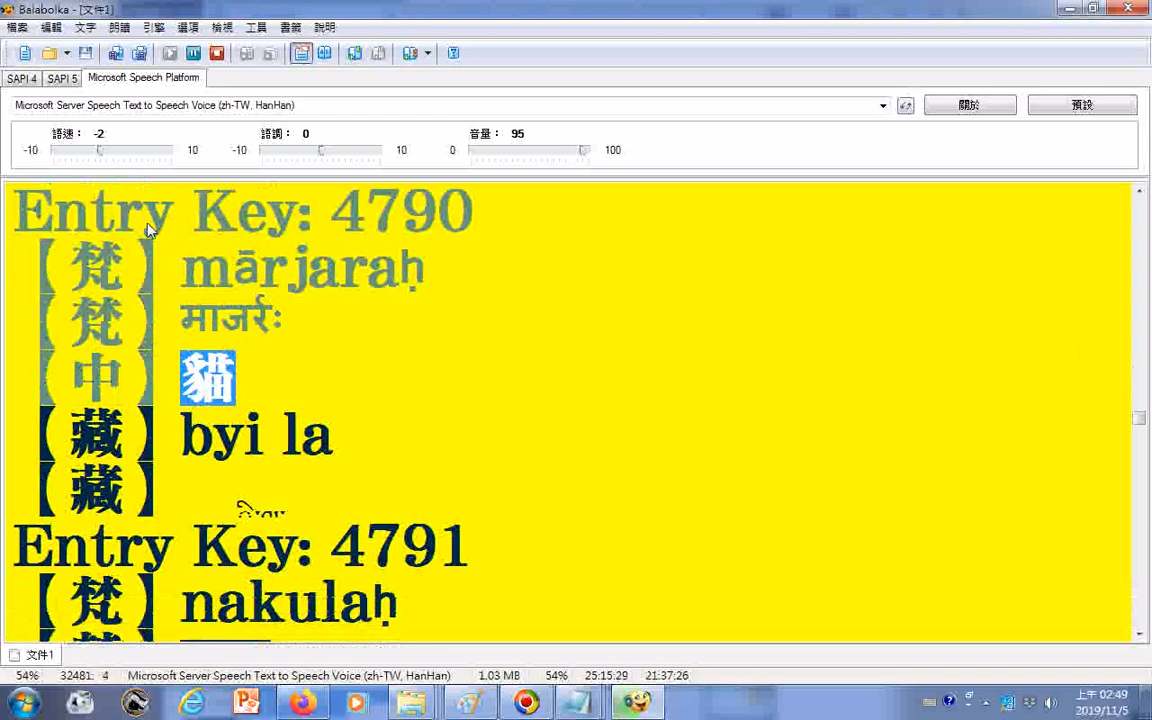 Balabolka - [文件1]
檔案 編輯 文字 朗讀 引擎 選項 檢視 工具 書籤 說明
SAPI 4 SAPI 5 Microsoft Speech Platform
Microsoft Server Speech Text to Speech Voice (zh-TW, HanHan) 關於 預設
語速： -2 語調： 0 音量： 95
-10 10 -10 10 0 100
Entry Key: 4790
【梵】 mārjaraḥ
【梵】 माजर्रः
【中】 貓
【藏】 byi la
【藏】
Entry Key: 4791
【梵】 nakulaḥ
文件1
54% 32481: 4 Microsoft Server Speech Text to Speech Voice (zh-TW, HanHan) 1.03 MB 54% 25:15:29 21:37:26
上午 02:49
2019/11/5